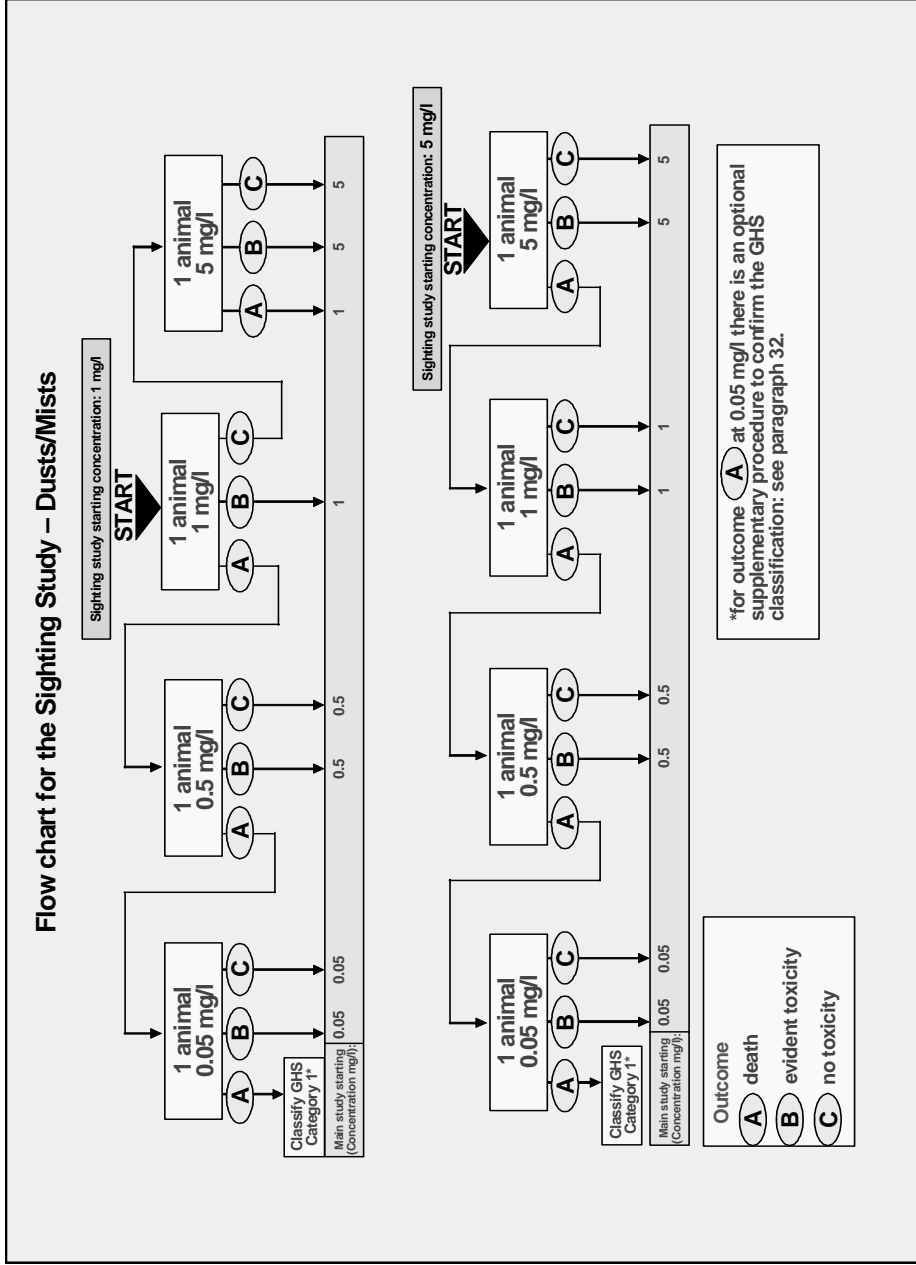 Flow chart for the Sighting Study – Dusts/Mists
Sighting study starting concentration: 1 mg/l
START
1 animal
0.05 mg/l
1 animal
0.5 mg/l
1 animal
1 mg/l
1 animal
5 mg/l
A
B
C
A
B
C
A
B
C
A
B
C
Classify GHS
Category 1*
Main study starting
(Concentration mg/l):
0.05
0.05
0.5
0.5
1
1
5
5
Sighting study starting concentration: 5 mg/l
START
1 animal
0.05 mg/l
1 animal
0.5 mg/l
1 animal
1 mg/l
1 animal
5 mg/l
A
B
C
A
B
C
A
B
C
A
B
C
Classify GHS
Category 1*
Main study starting
(Concentration mg/l):
0.05
0.05
0.5
0.5
1
1
5
5
Outcome
A death
B evident toxicity
C no toxicity
*for outcome A at 0.05 mg/l there is an optional
supplementary procedure to confirm the GHS
classification: see paragraph 32.